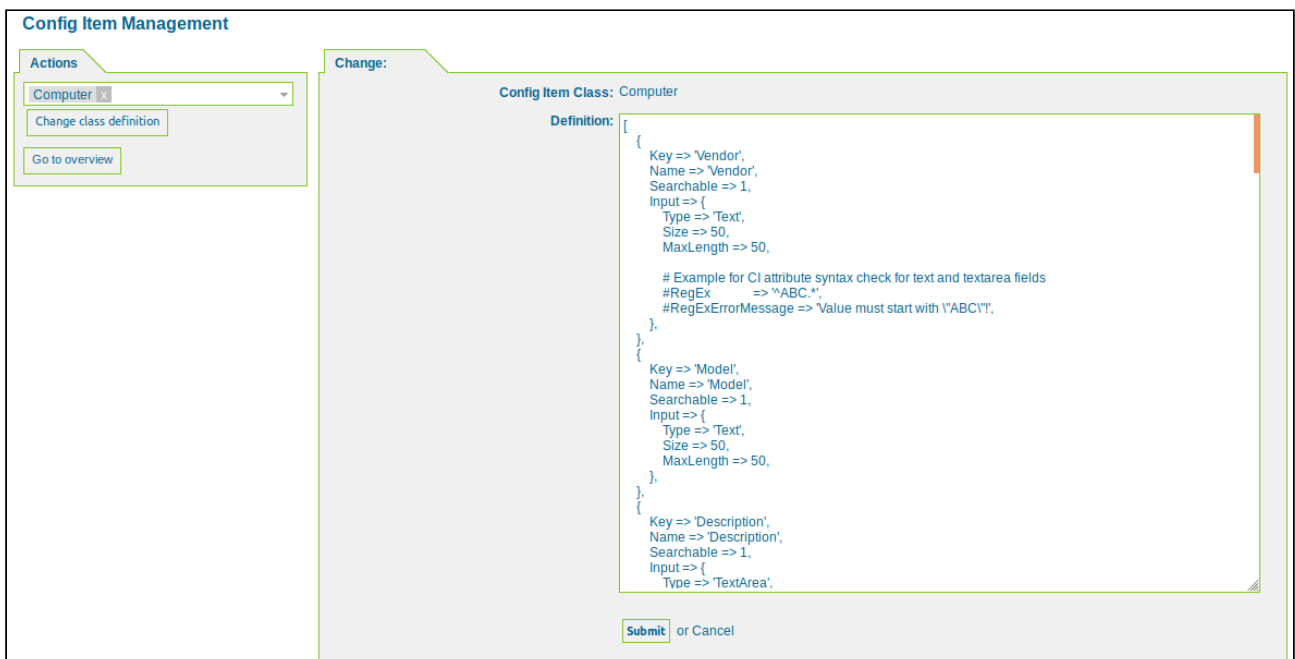 Config Item Management
Actions
Computer x
Change class definition
Go to overview
Change:
Config Item Class: Computer
Definition:
[
{
Key => 'Vendor',
Name => 'Vendor',
Searchable => 1,
Input => {
Type => 'Text',
Size => 50,
MaxLength => 50,
# Example for CI attribute syntax check for text and textarea fields
#RegEx => '^ABC.*',
#RegExErrorMessage => 'Value must start with \"ABC\"!',
},
},
{
Key => 'Model',
Name => 'Model',
Searchable => 1,
Input => {
Type => 'Text',
Size => 50,
MaxLength => 50,
},
},
{
Key => 'Description',
Name => 'Description',
Searchable => 1,
Input => {
Type => 'TextArea',
Submit or Cancel